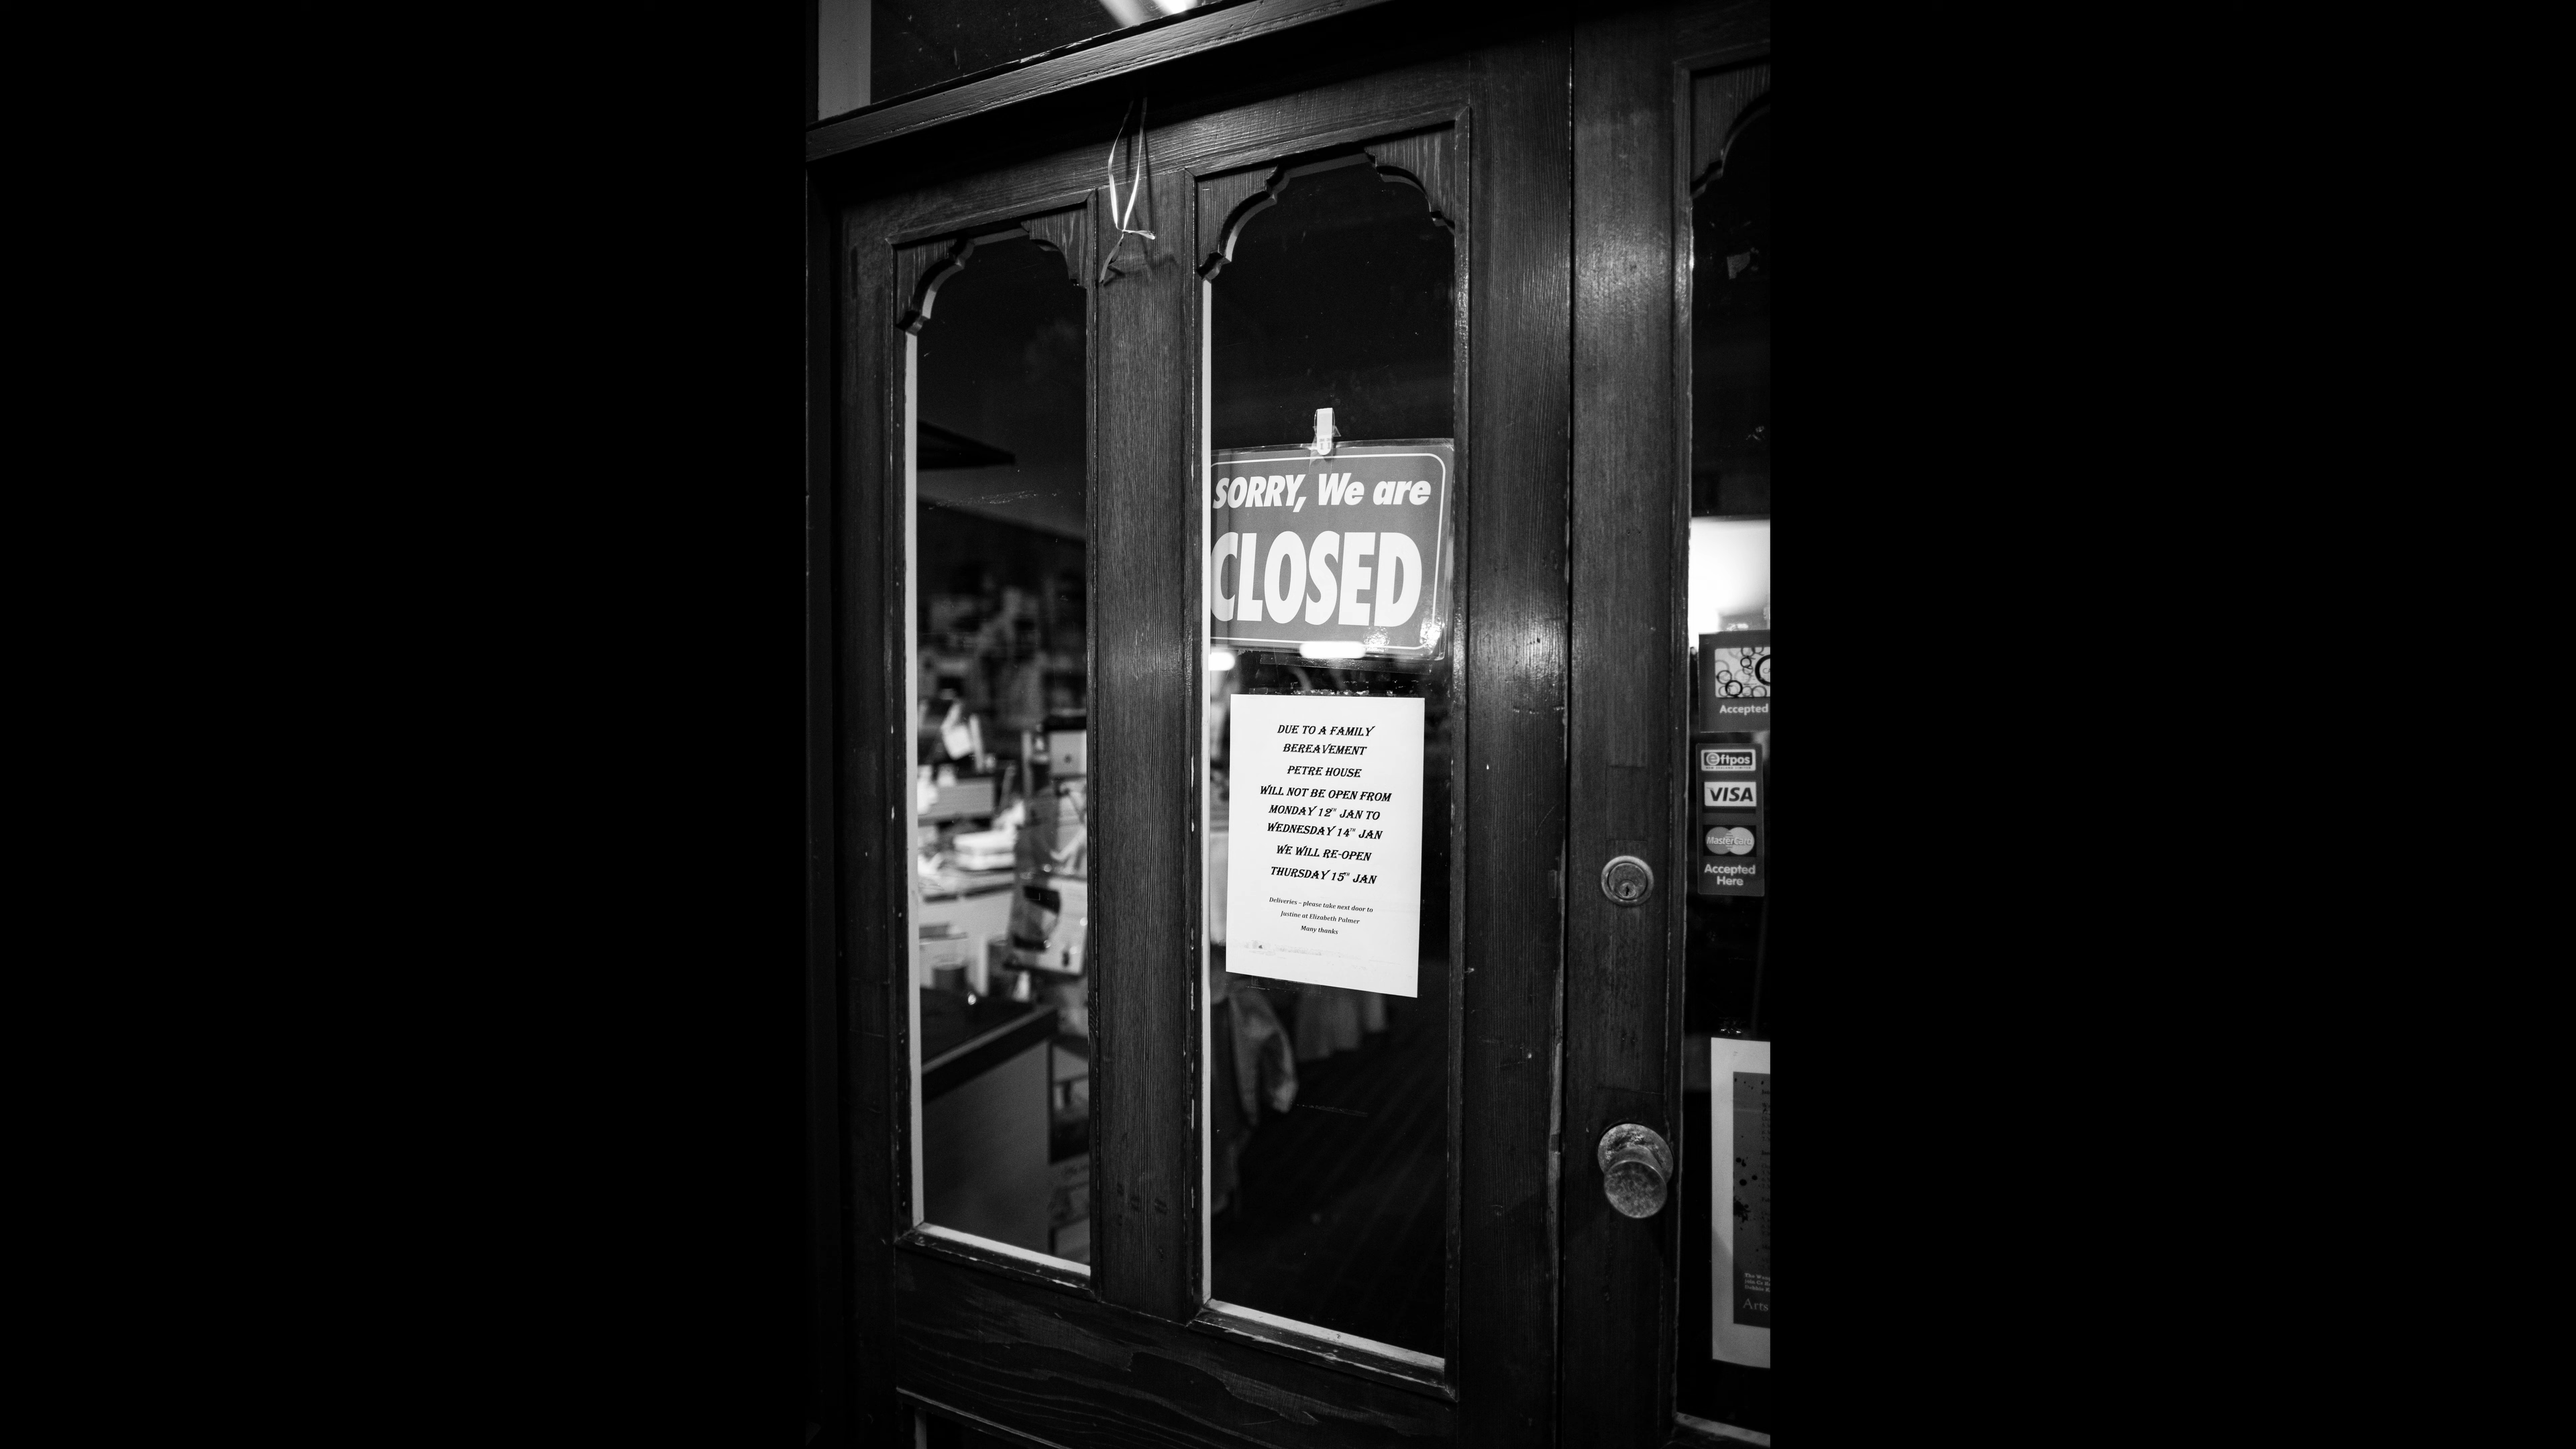 SORRY, We are
CLOSED
DUE TO A FAMILY
BEREAVEMENT
PETRE HOUSE
WILL NOT BE OPEN FROM
MONDAY 12TH JAN TO
WEDNESDAY 14TH JAN
WE WILL RE-OPEN
THURSDAY 15TH JAN
Deliveries – please take next door to
Justine at Elizabeth Palmer
Many thanks
Accepted
eftpos
VISA
MasterCard
Accepted
Here
Arts